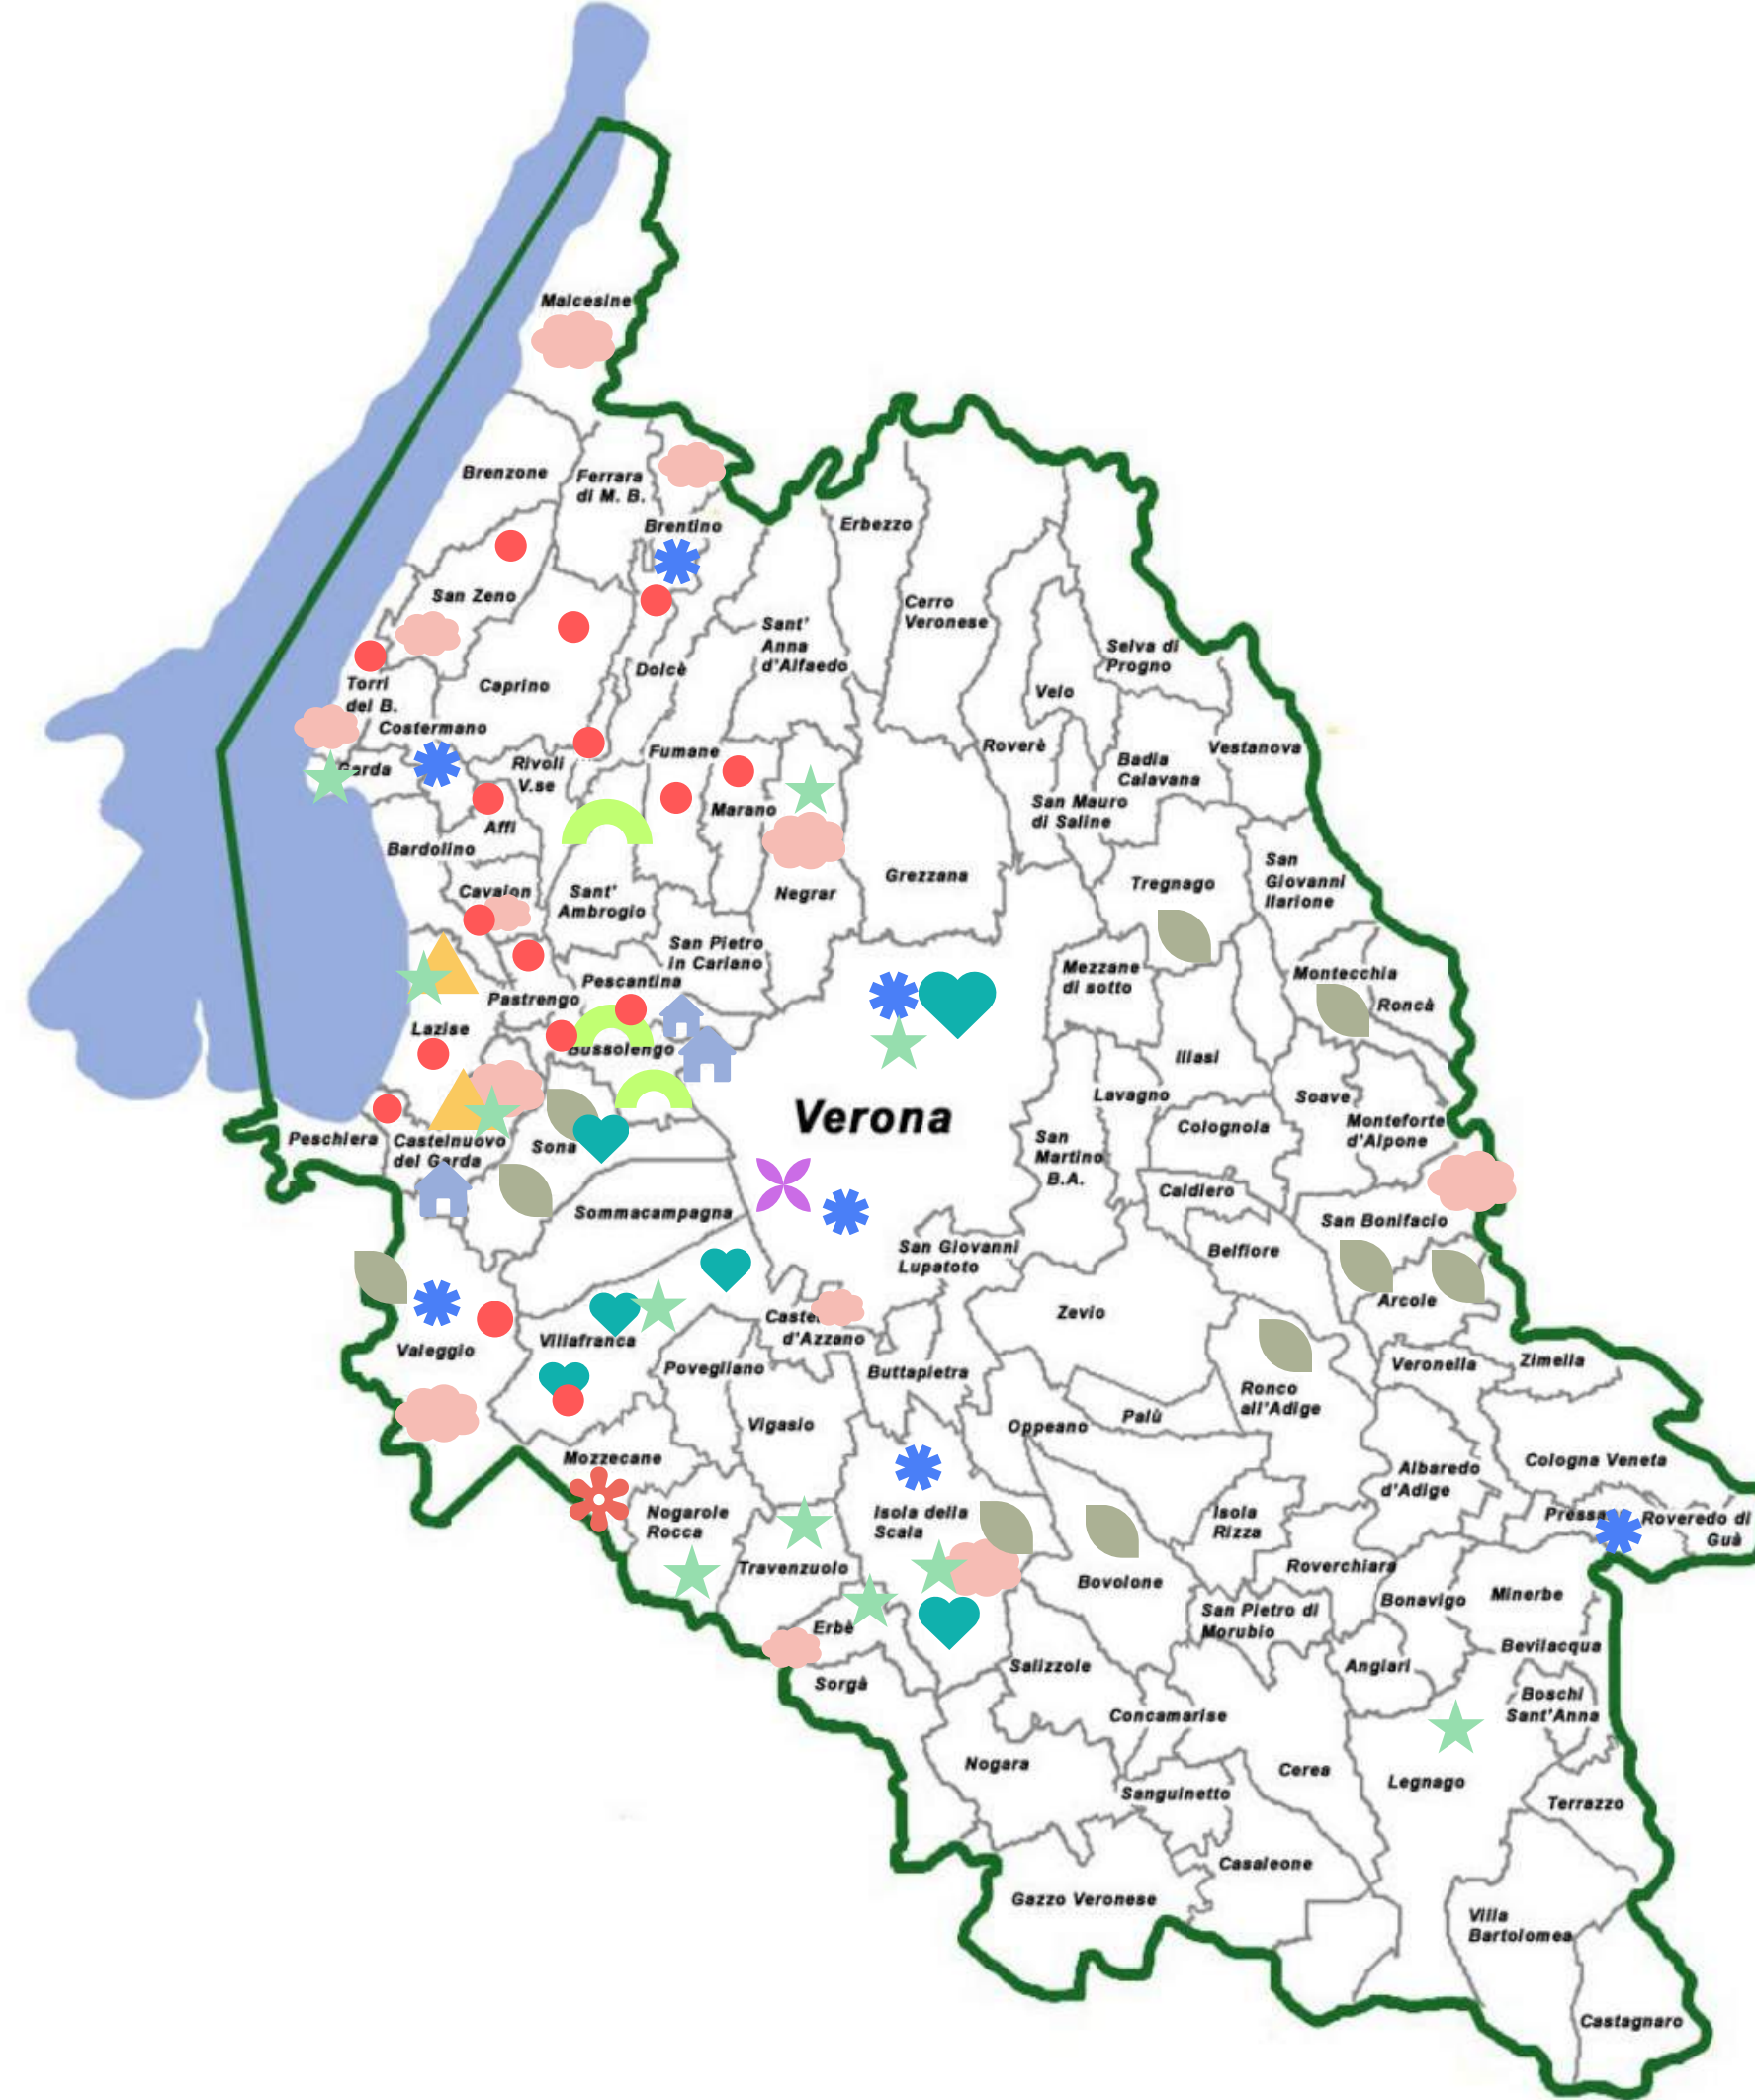 Malcesine
Brenzone
Ferrara
di M. B.
Brentino
Erbezzo
San Zeno
Cerro
Veronese
Sant'
Anna
d'Alfaedo
Selva di
Progno
Dolcè
Torri
del B.
Caprino
Velo
Costermano
Garda
Rivoli
V.se
Fumane
Roverè
Badia
Calavana
Vestanova
Marano
San Mauro
di Saline
Affi
Bardolino
Grezzana
Tregnago
San
Giovanni
Ilarione
Cavaion
Sant'
Ambrogio
Negrar
San Pietro
in Cariano
Mezzane
di sotto
Montecchia
Pescantina
Pastrengo
Roncà
Lazise
Bussolengo
Illasi
Lavagno
Soave
Verona
Monteforte
d'Alpone
Colognola
Peschiera
Castelnuovo
del Garda
Sona
San
Martino
B.A.
Caldiero
Sommacampagna
San Bonifacio
San Giovanni
Lupatoto
Belfiore
Arcole
Zevio
d'Azzano
Villafranca
Valeggio
Povegliano
Buttapietra
Veronella
Zimella
Ronco
all'Adige
Vigasio
Oppeano
Palù
Mozzecane
Albaredo
d'Adige
Cologna Veneta
Nogarole
Rocca
Isola della
Scala
Isola
Rizza
Roveredo di
Guà
Travenzuolo
Bovolone
Roverchiara
Bonavigo
Minerbe
Erbè
San Pietro di
Morubio
Bevilacqua
Salizzole
Angiari
Sorgà
Boschi
Sant'Anna
Concamarise
Nogara
Cerea
Legnago
Sanguinetto
Terrazzo
Casaleone
Gazzo Veronese
Villa
Bartolomea
Castagnaro